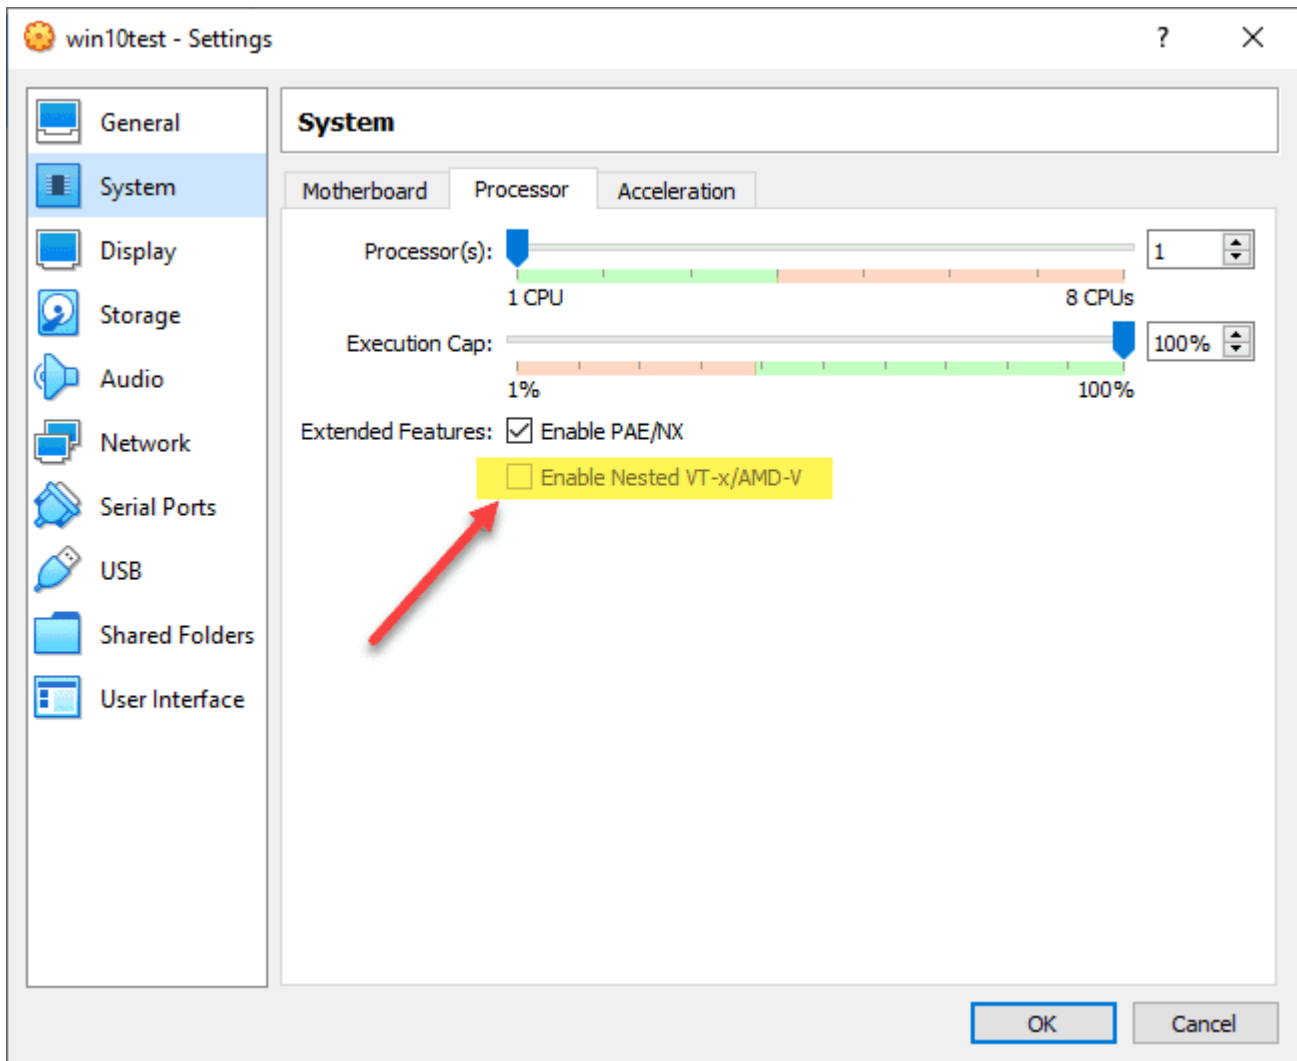 win10test - Settings
?
General
System
Display
Storage
Audio
Network
Serial Ports
USB
Shared Folders
User Interface
System
Motherboard Processor Acceleration
Processor(s): 1
1 CPU 8 CPUs
Execution Cap: 100%
1% 100%
Extended Features: Enable PAE/NX
Enable Nested VT-x/AMD-V
OK Cancel